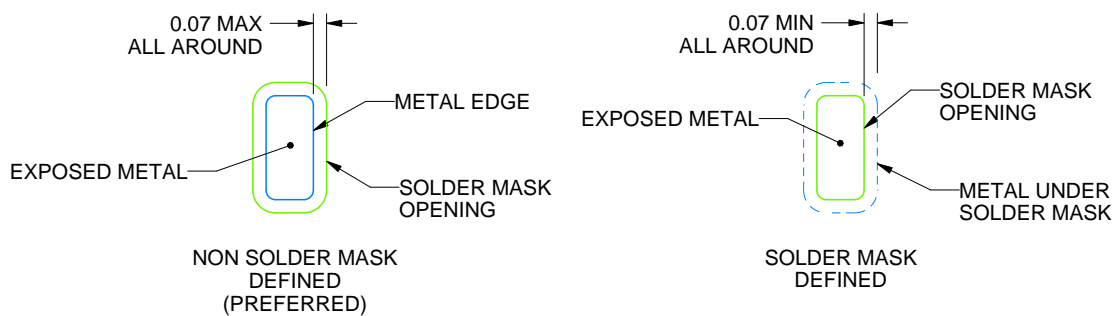 0.07 MAX
ALL AROUND
METAL EDGE
EXPOSED METAL
SOLDER MASK
OPENING
NON SOLDER MASK
DEFINED
(PREFERRED)
0.07 MIN
ALL AROUND
SOLDER MASK
OPENING
EXPOSED METAL
METAL UNDER
SOLDER MASK
SOLDER MASK
DEFINED